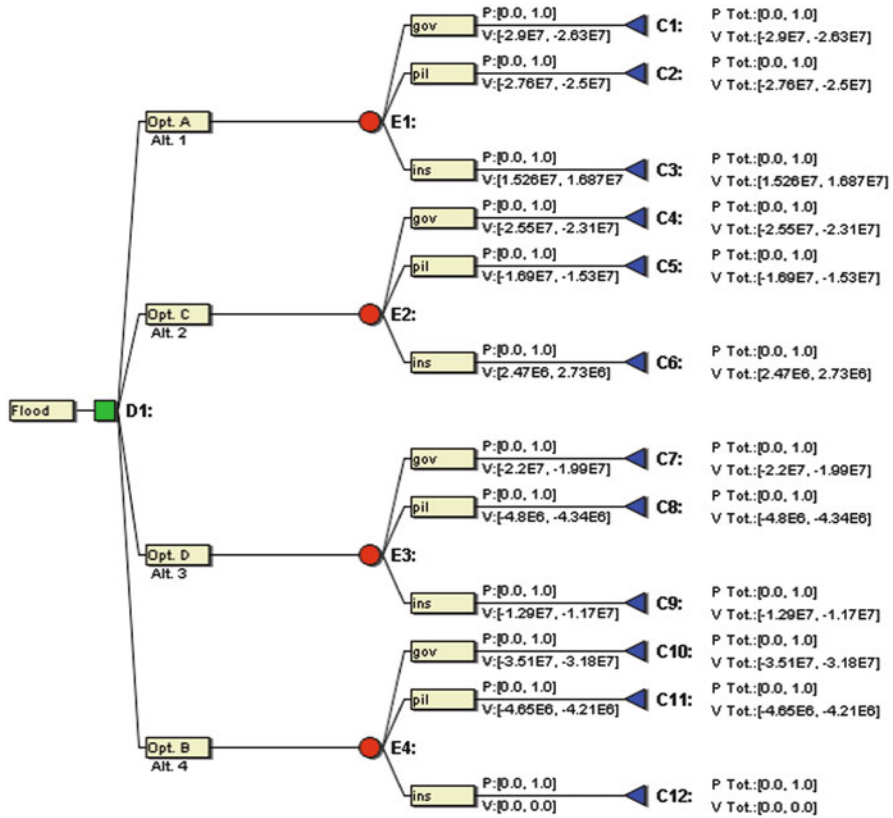 gov P:[0.0, 1.0] C1: P Tot.:[0.0, 1.0]
V:[-2.9E7, -2.63E7] V Tot.:[-2.9E7, -2.63E7]
pil P:[0.0, 1.0] C2: P Tot.:[0.0, 1.0]
V:[-2.76E7, -2.5E7] V Tot.:[-2.76E7, -2.5E7]
Opt. A E1:
Alt. 1
ins P:[0.0, 1.0] C3: P Tot.:[0.0, 1.0]
V:[1.526E7, 1.687E7 V Tot.:[1.526E7, 1.687E7]
gov P:[0.0, 1.0] C4: P Tot.:[0.0, 1.0]
V:[-2.55E7, -2.31E7] V Tot.:[-2.55E7, -2.31E7]
pil P:[0.0, 1.0] C5: P Tot.:[0.0, 1.0]
V:[-1.69E7, -1.53E7] V Tot.:[-1.69E7, -1.53E7]
Opt. C E2:
Alt. 2
ins P:[0.0, 1.0] C6: P Tot.:[0.0, 1.0]
V:[2.47E6, 2.73E6] V Tot.:[2.47E6, 2.73E6]
Flood D1:
gov P:[0.0, 1.0] C7: P Tot.:[0.0, 1.0]
V:[-2.2E7, -1.99E7] V Tot.:[-2.2E7, -1.99E7]
pil P:[0.0, 1.0] C8: P Tot.:[0.0, 1.0]
V:[-4.8E6, -4.34E6] V Tot.:[-4.8E6, -4.34E6]
Opt. D E3:
Alt. 3
ins P:[0.0, 1.0] C9: P Tot.:[0.0, 1.0]
V:[-1.29E7, -1.17E7] V Tot.:[-1.29E7, -1.17E7]
gov P:[0.0, 1.0] C10: P Tot.:[0.0, 1.0]
V:[-3.51E7, -3.18E7] V Tot.:[-3.51E7, -3.18E7]
pil P:[0.0, 1.0] C11: P Tot.:[0.0, 1.0]
V:[-4.65E6, -4.21E6] V Tot.:[-4.65E6, -4.21E6]
Opt. B E4:
Alt. 4
ins P:[0.0, 1.0] C12: P Tot.:[0.0, 1.0]
V:[0.0, 0.0] V Tot.:[0.0, 0.0]